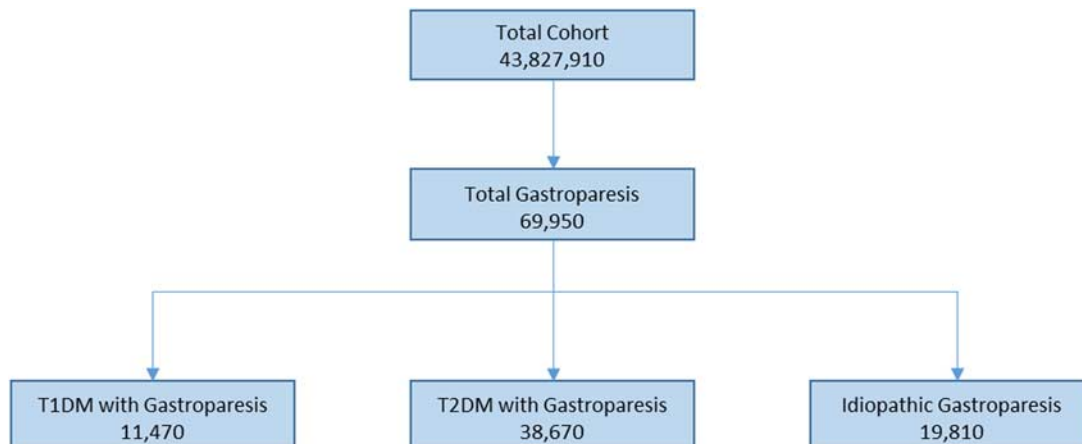 Total Cohort
43,827,910
Total Gastroparesis
69,950
T1DM with Gastroparesis
11,470
T2DM with Gastroparesis
38,670
Idiopathic Gastroparesis
19,810